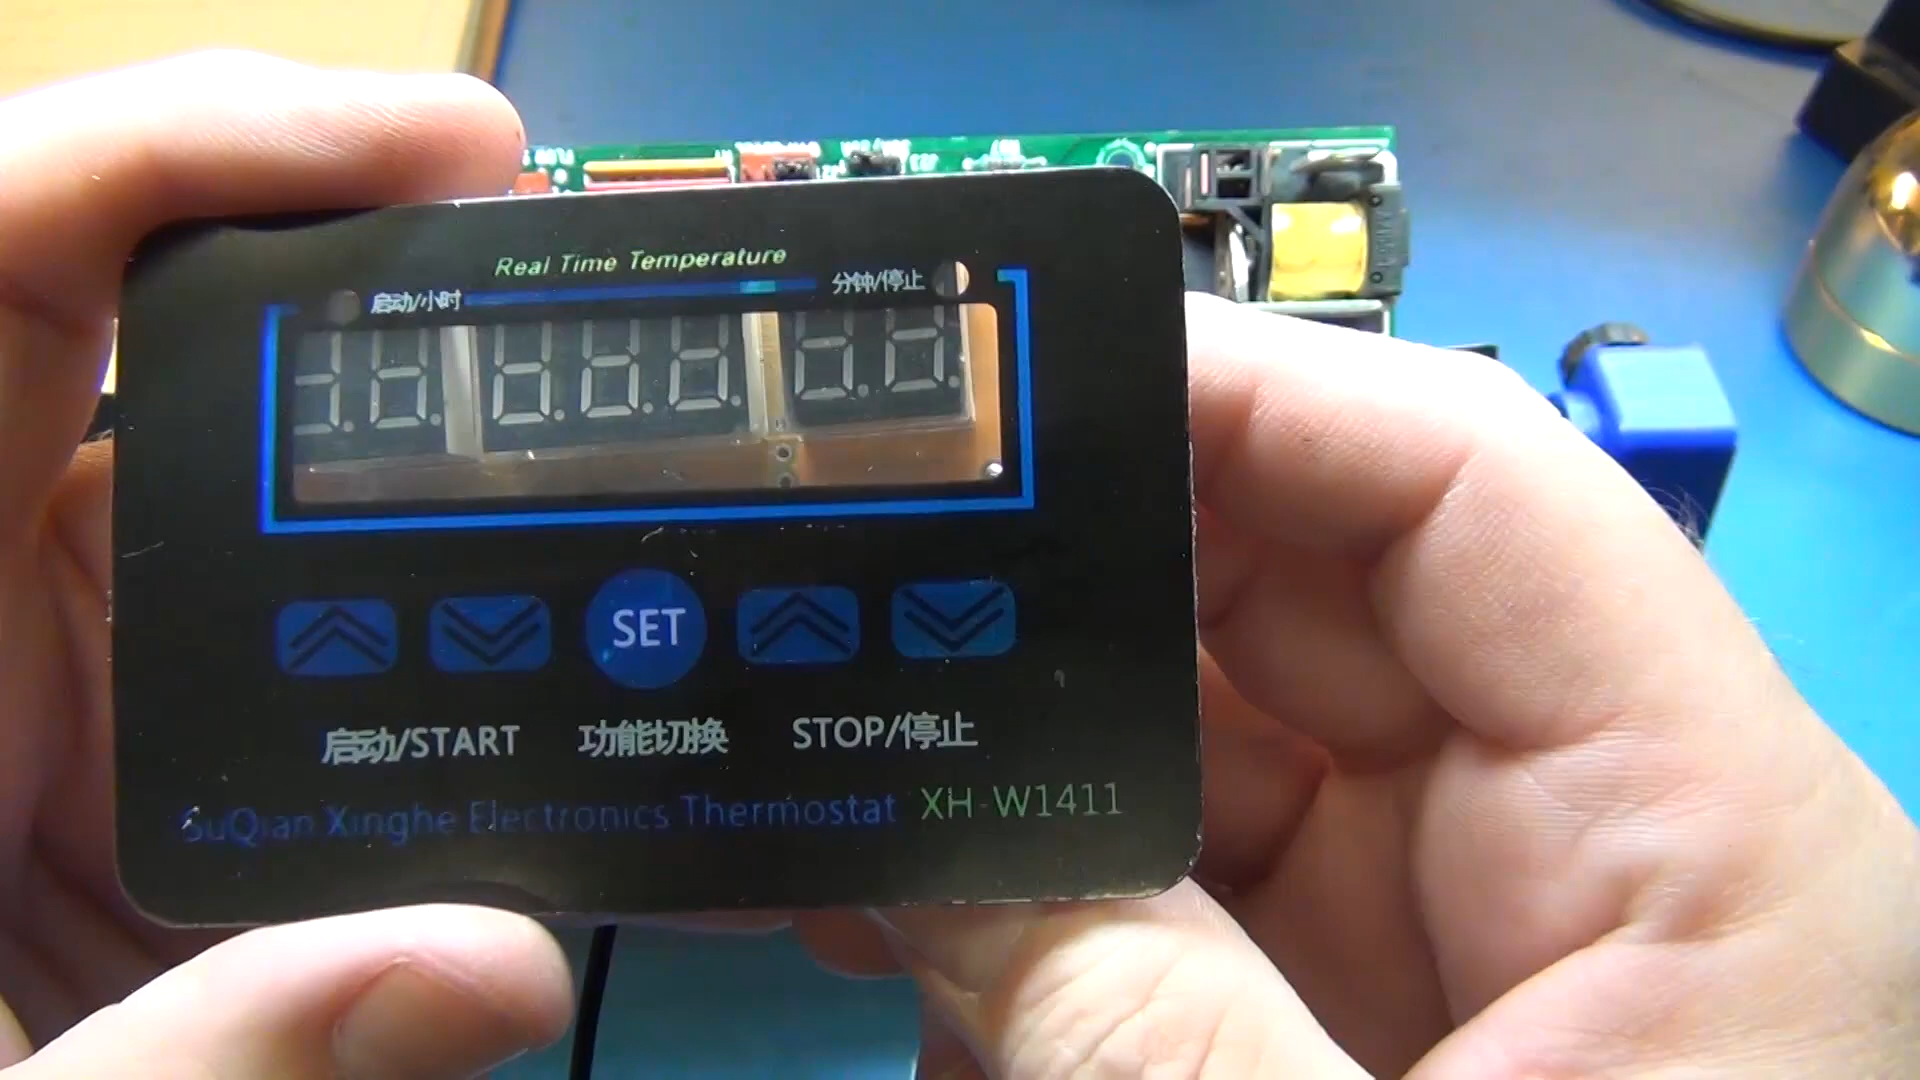 Real Time Temperature
启动/小时
分钟/停止
SET
启动/START
功能切换
STOP/停止
SuQian Xinghe Electronics Thermostat XH-W1411